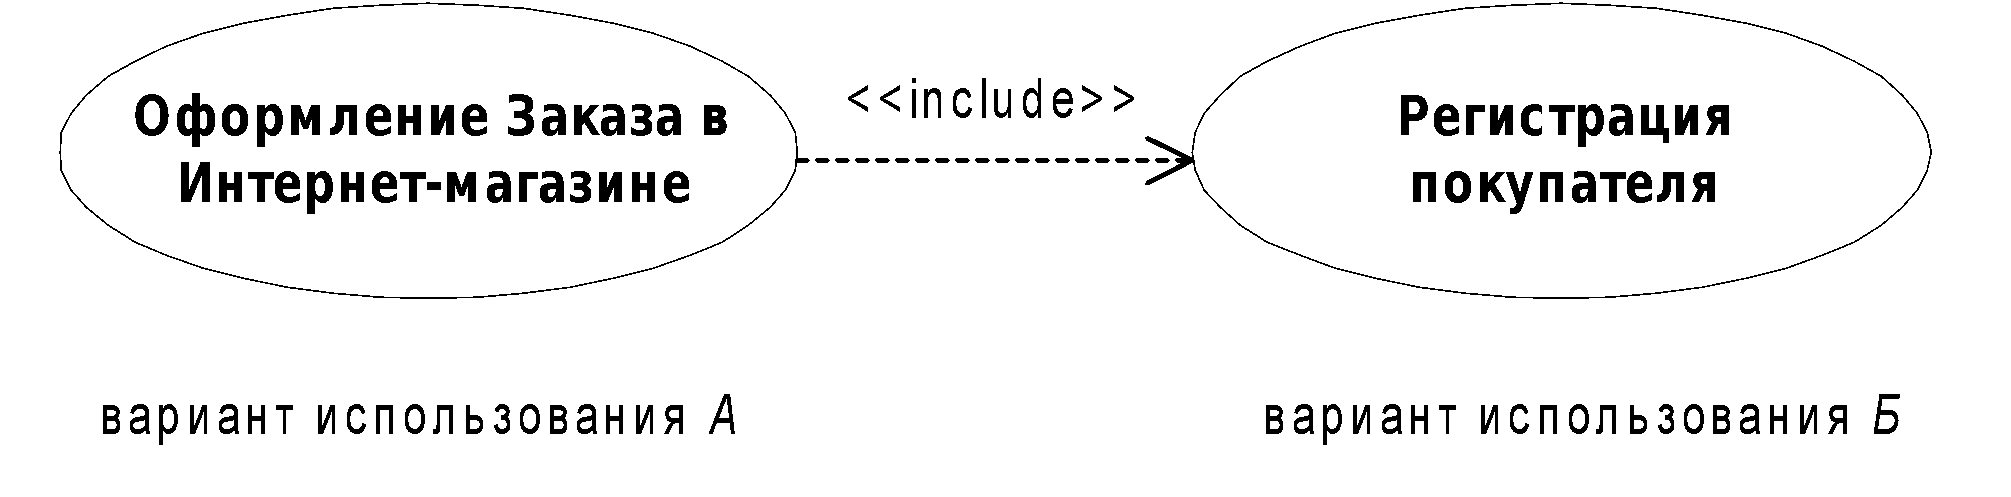 Оформление Заказа в
Интернет-магазине
<<include>>
Регистрация
покупателя
вариант использования А
вариант использования Б